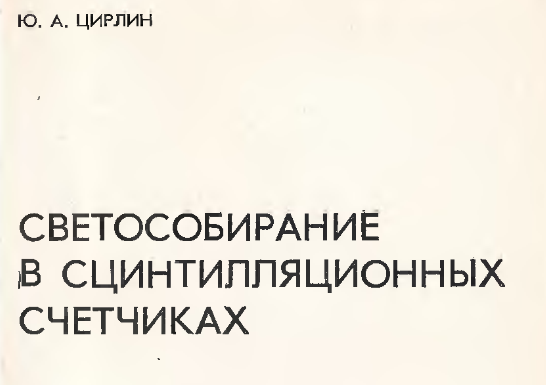 Ю. А. ЦИРЛИН
СВЕТОСОБИРАНИЕ
В СЦИНТИЛЛЯЦИОННЫХ
СЧЕТЧИКАХ